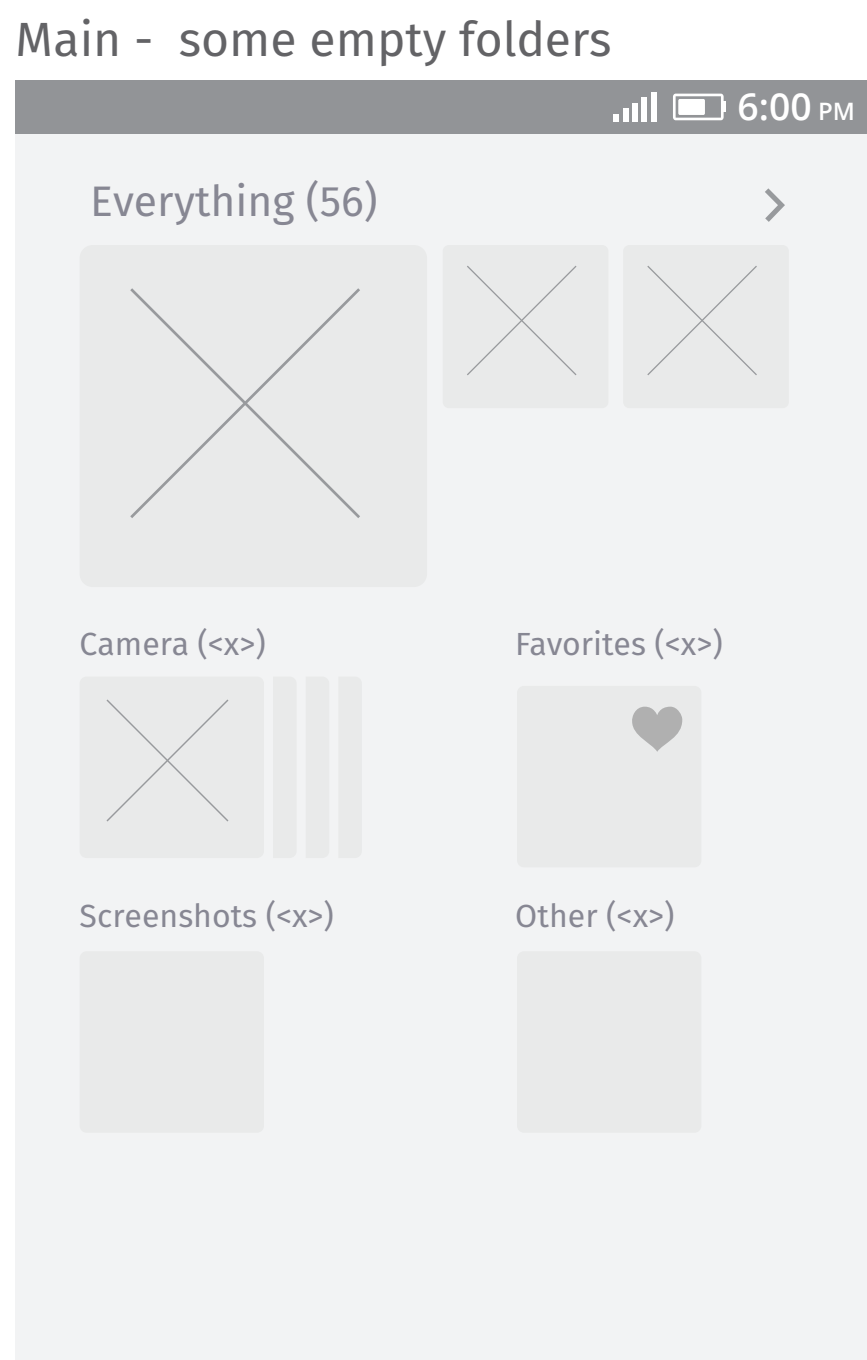 Main - some empty folders
6:00 PM
Everything (56)
Camera (<x>)
Favorites (<x>)
Screenshots (<x>)
Other (<x>)